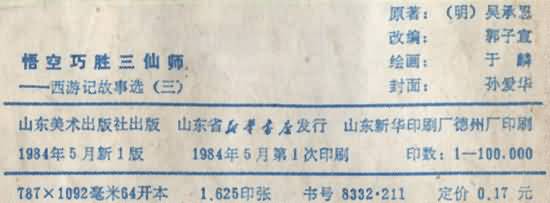 原著：（明）吴承恩
改编：郭子宣
绘画：于麟
封面：孙爱华
悟空巧胜三仙师
——西游记故事选（三）
山东美术出版社出版 山东省新华书店发行 山东新华印刷厂德州厂印刷
1984年5月新1版 1984年5月第1次印刷 印数：1—100.000
787×1092毫米64开本 1.625印张 书号 8332·211 定价 0.17 元